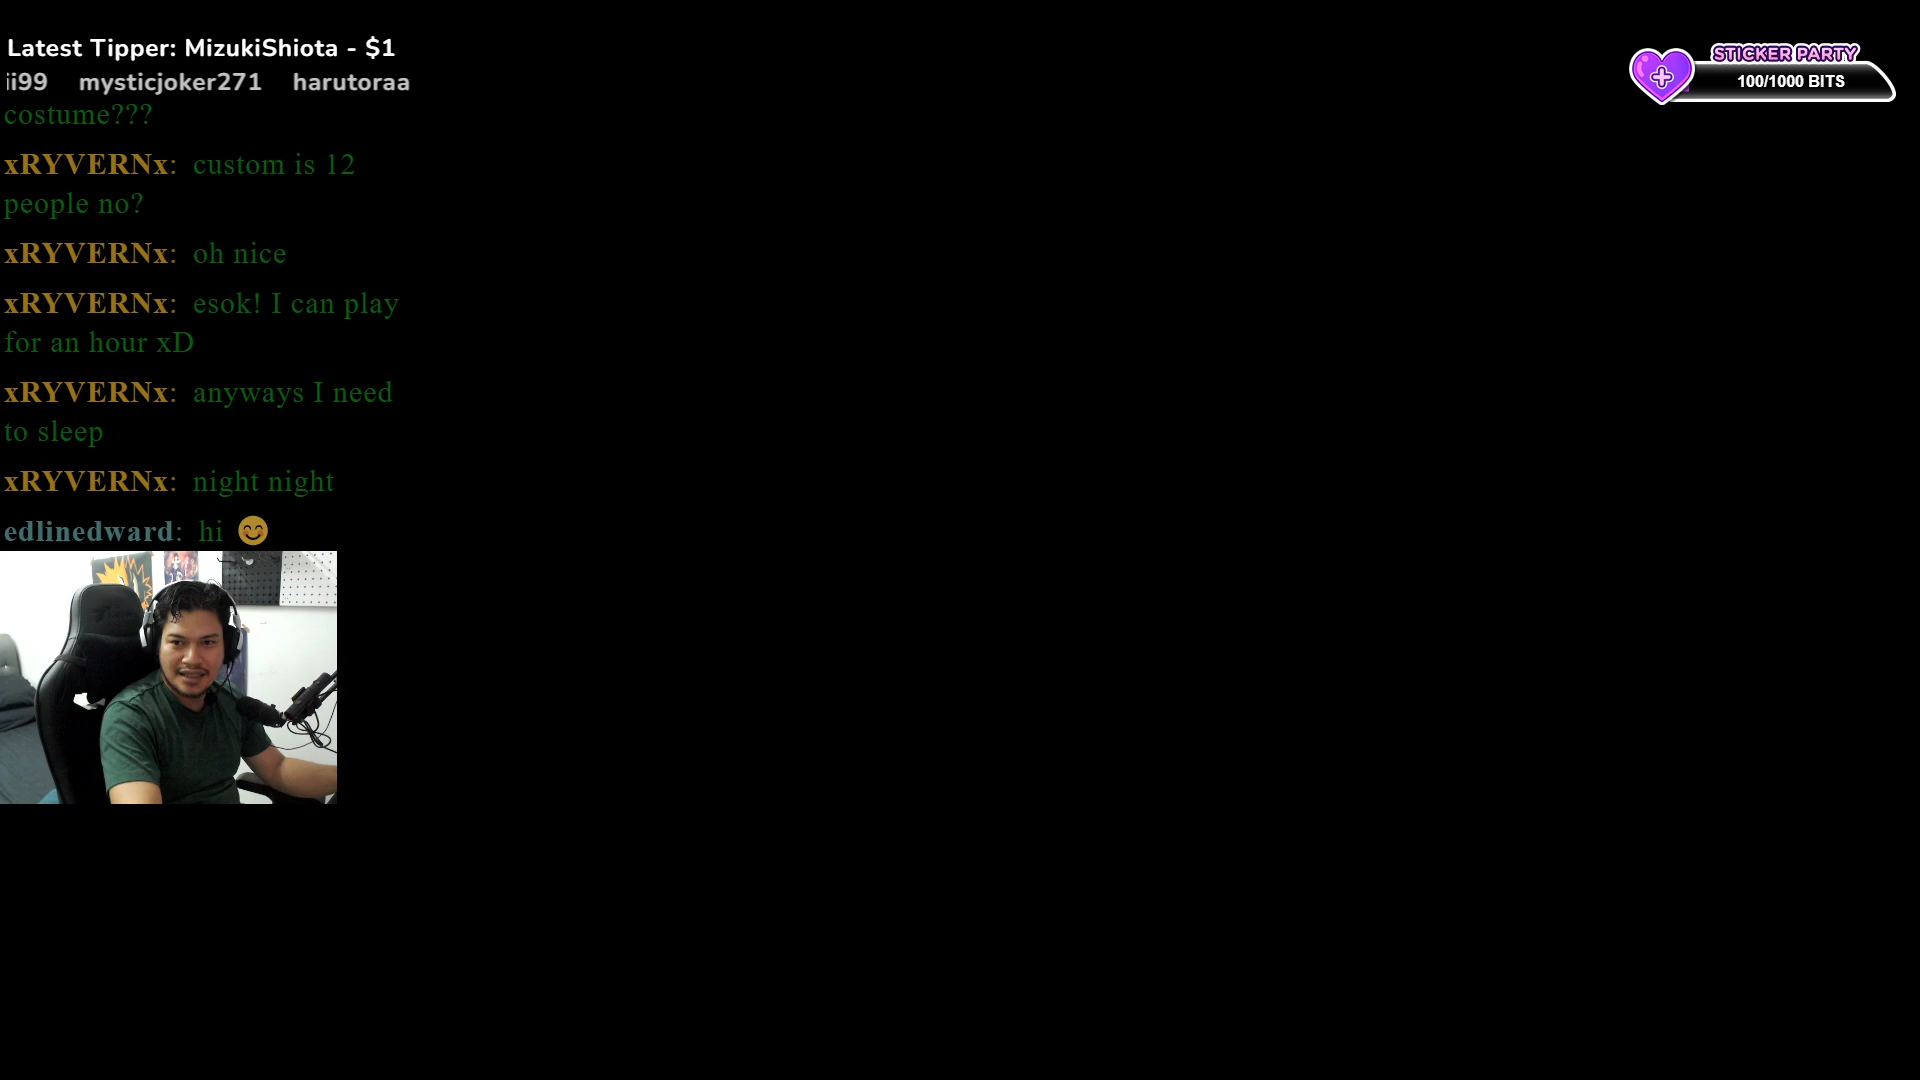 Latest Tipper: MizukiShiota - $1
ii99 mysticjoker271 harutoraa
costume???
xRYVERNx: custom is 12
people no?
xRYVERNx: oh nice
xRYVERNx: esok! I can play
for an hour xD
xRYVERNx: anyways I need
to sleep
xRYVERNx: night night
edlinedward: hi 😊
STICKER PARTY
100/1000 BITS